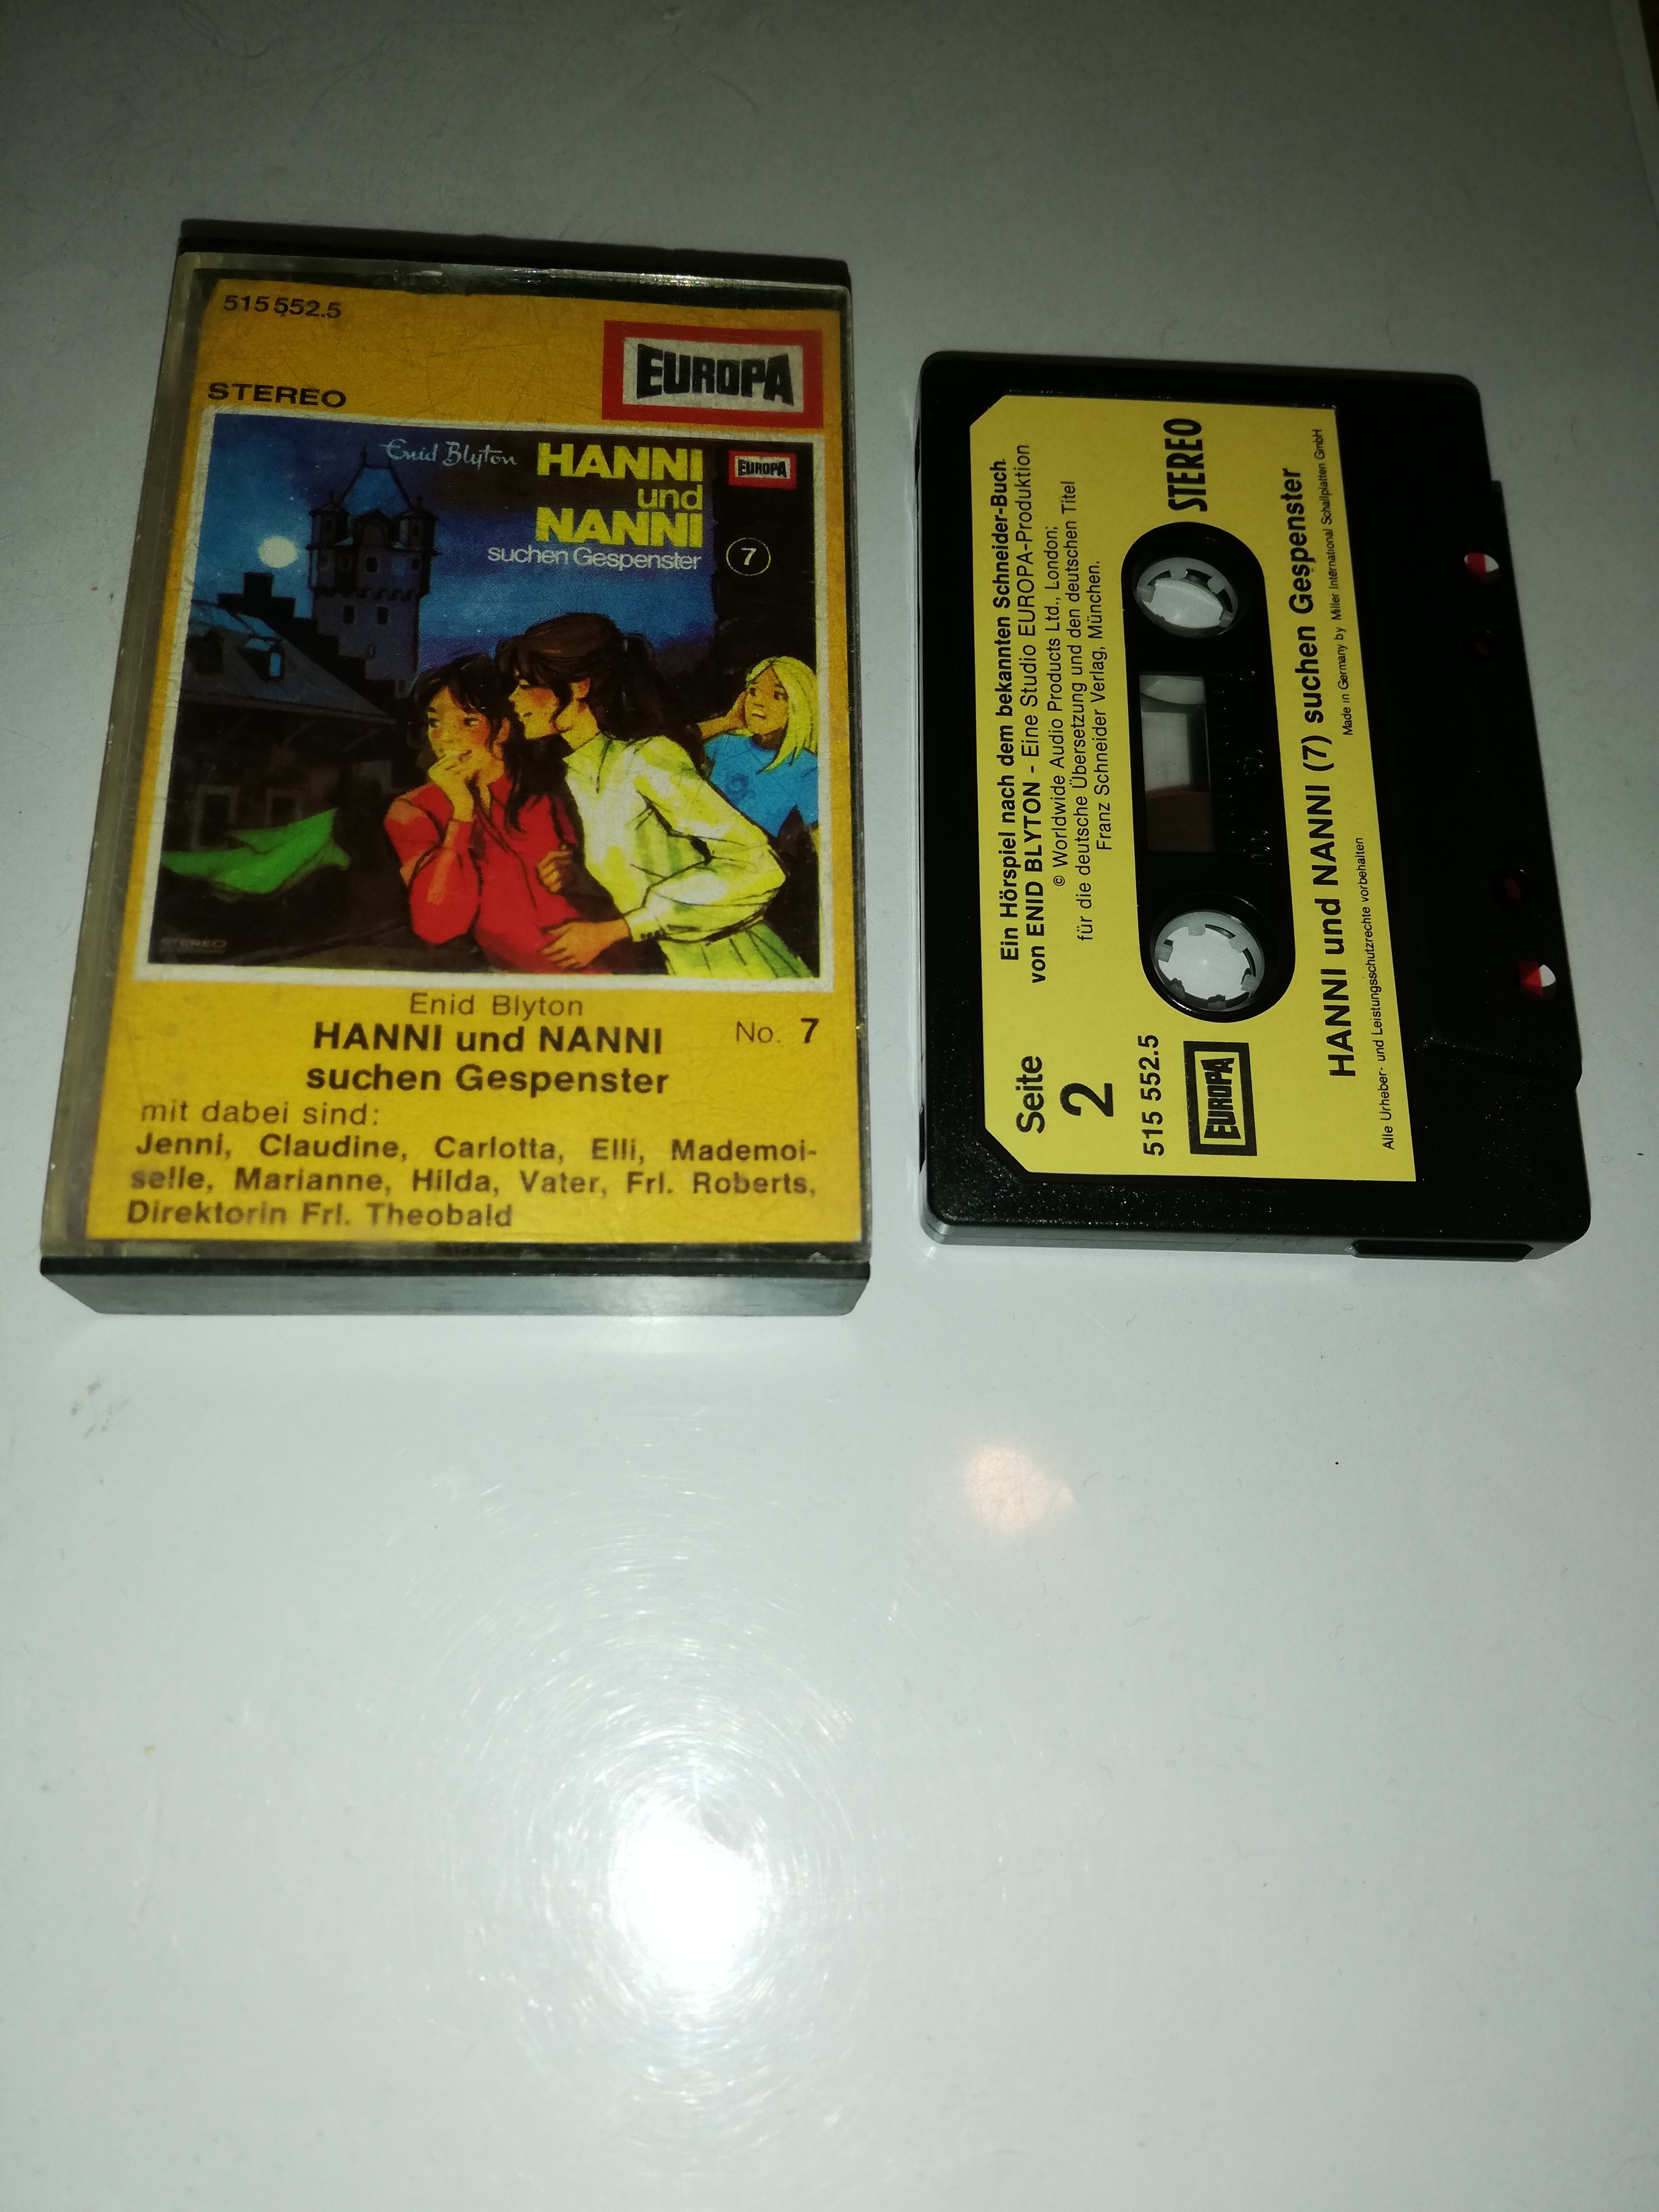 515 552.5
EUROPA
STEREO
Enid Blyton
HANNI
und
NANNI
suchen Gespenster
EUROPA
7
STEREO
Enid Blyton
HANNI und NANNI
suchen Gespenster
No. 7
mit dabei sind:
Jenni, Claudine, Carlotta, Elli, Mademoi-
selle, Marianne, Hilda, Vater, Frl. Roberts,
Direktorin Frl. Theobald
Ein Hörspiel nach dem bekannten Schneider-Buch
von ENID BLYTON - Eine Studio EUROPA-Produktion
© Worldwide Audio Products Ltd., London;
für die deutsche Übersetzung und den deutschen Titel
Franz Schneider Verlag, München.
Seite
2
515 552.5
EUROPA
STEREO
HANNI und NANNI (7) suchen Gespenster
Made in Germany by Miller International Schallplatten GmbH
Alle Urheber- und Leistungsschutzrechte vorbehalten